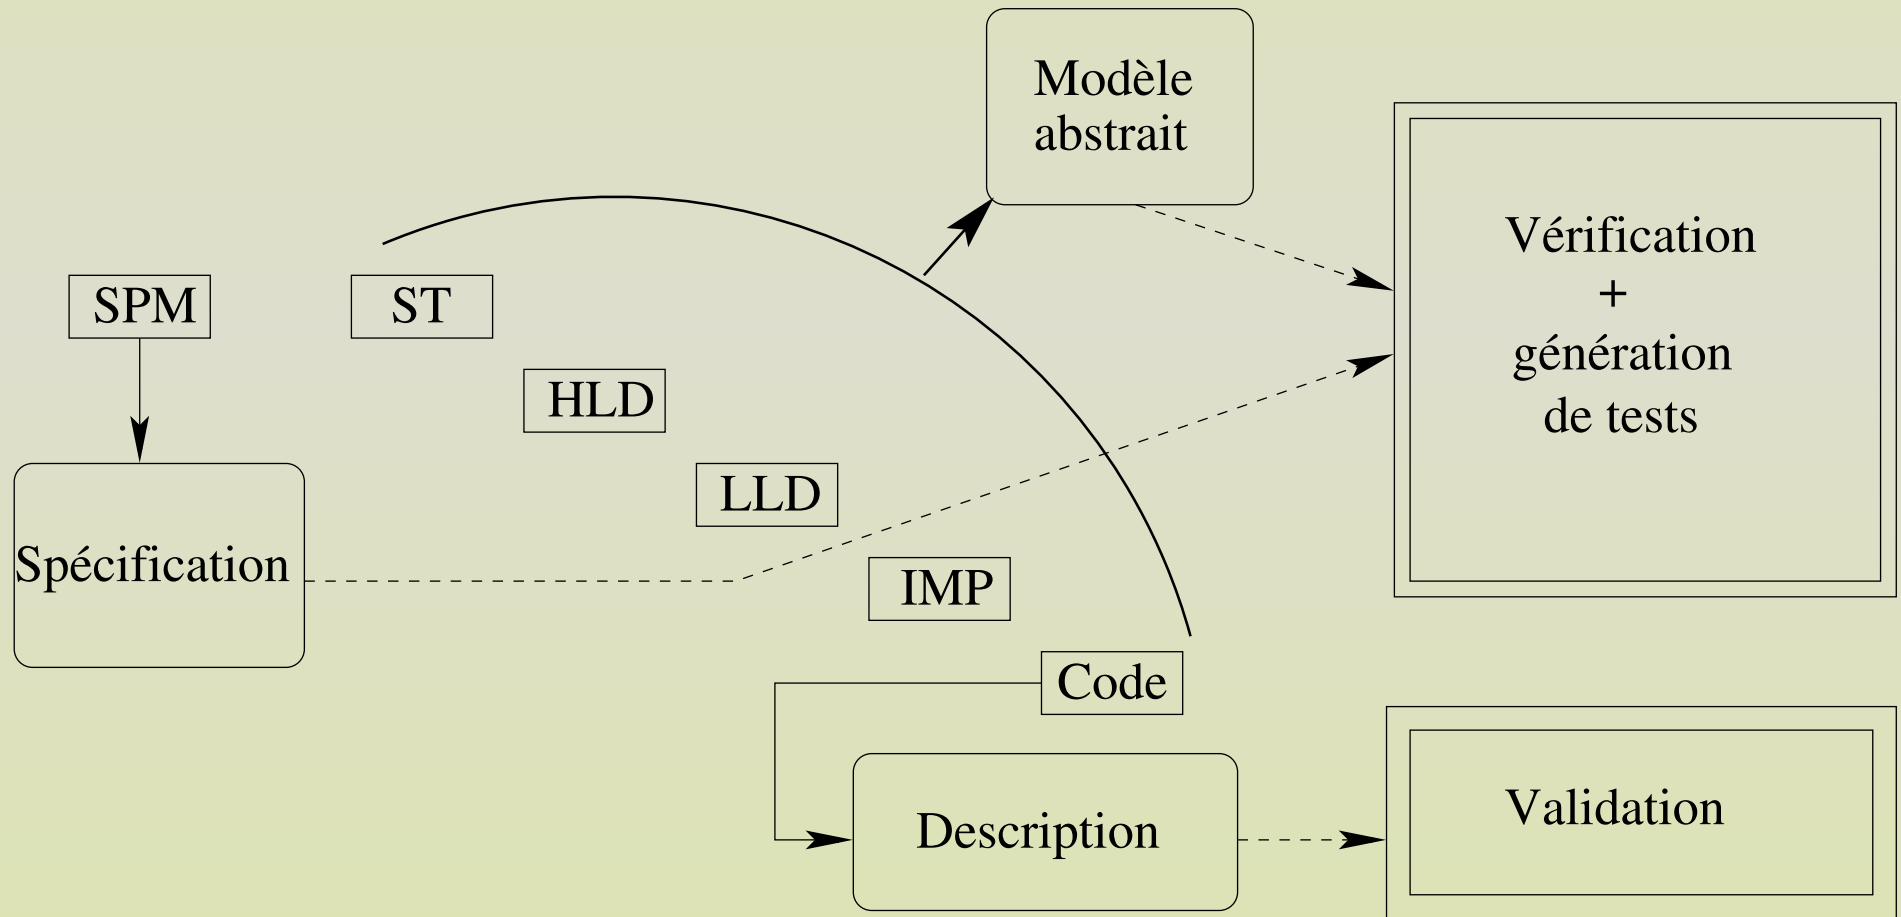 Modèle
abstrait
Vérification
+
génération
de tests
SPM
ST
HLD
LLD
Spécification
IMP
Code
Description
Validation